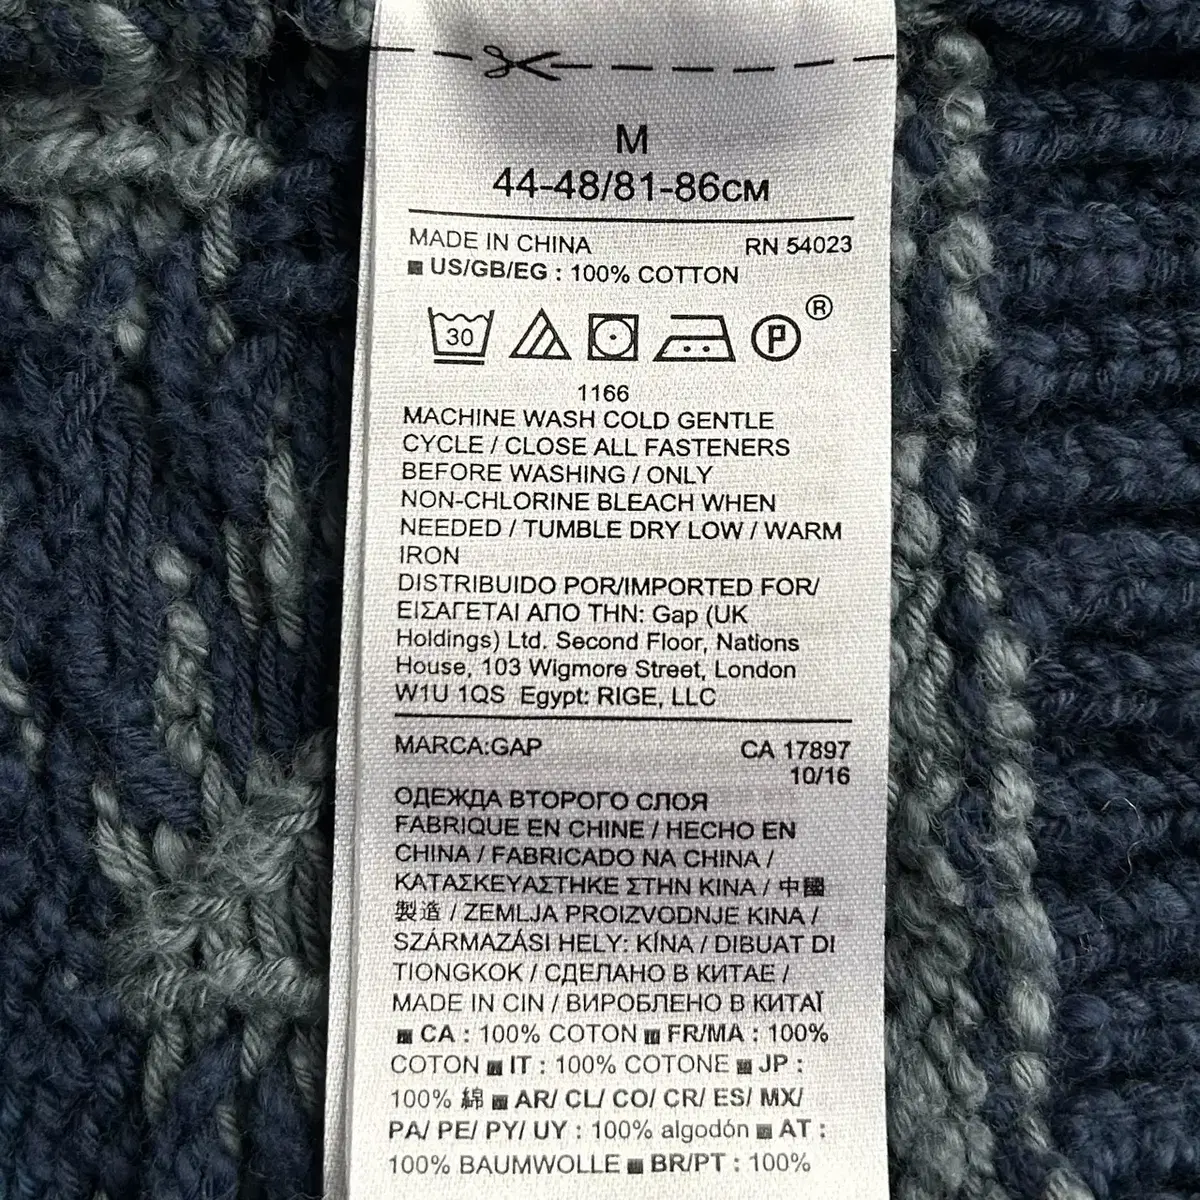 M
44-48/81-86СМ
MADE IN CHINA RN 54023
US/GB/EG : 100% COTTON
30 P ®
1166
MACHINE WASH COLD GENTLE
CYCLE / CLOSE ALL FASTENERS
BEFORE WASHING / ONLY
NON-CHLORINE BLEACH WHEN
NEEDED / TUMBLE DRY LOW / WARM
IRON
DISTRIBUIDO POR/IMPORTED FOR/
ΕΙΣΑΓΕΤΑΙ ΑΠΟ ΤΗΝ: Gap (UK
Holdings) Ltd. Second Floor, Nations
House, 103 Wigmore Street, London
W1U 1QS Egypt: RIGE, LLC
MARCA:GAP CA 17897
10/16
ОДЕЖДА ВТОРОГО СЛОЯ
FABRIQUE EN CHINE / HECHO EN
CHINA / FABRICADO NA CHINA /
ΚΑΤΑΣΚΕΥΑΣΤΗΚΕ ΣΤΗΝ ΚΙΝΑ / 中國
製造 / ZEMLJA PROIZVODNJE KINA /
SZÁRMAZÁSI HELY: KÍNA / DIBUAT DI
TIONGKOK / СДЕЛАНО В КИТАЕ /
MADE IN CIN / ВИРОБЛЕНО В КИТАЇ
CA : 100% COTON FR/MA : 100%
COTON IT : 100% COTONE JP :
100% 綿 AR/ CL/ CO/ CR/ ES/ MX/
PA/ PE/ PY/ UY : 100% algodón AT :
100% BAUMWOLLE BR/PT : 100%